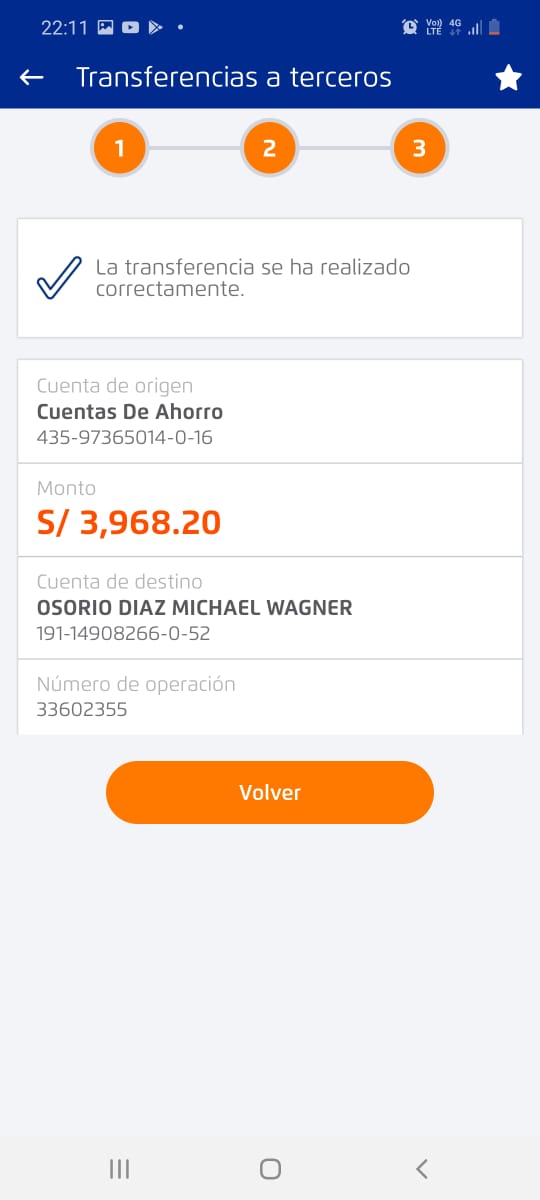 22:11
Vo)) LTE 4G
Transferencias a terceros
1 2 3
La transferencia se ha realizado
correctamente.
Cuenta de origen
Cuentas De Ahorro
435-97365014-0-16
Monto
S/ 3,968.20
Cuenta de destino
OSORIO DIAZ MICHAEL WAGNER
191-14908266-0-52
Número de operación
33602355
Volver